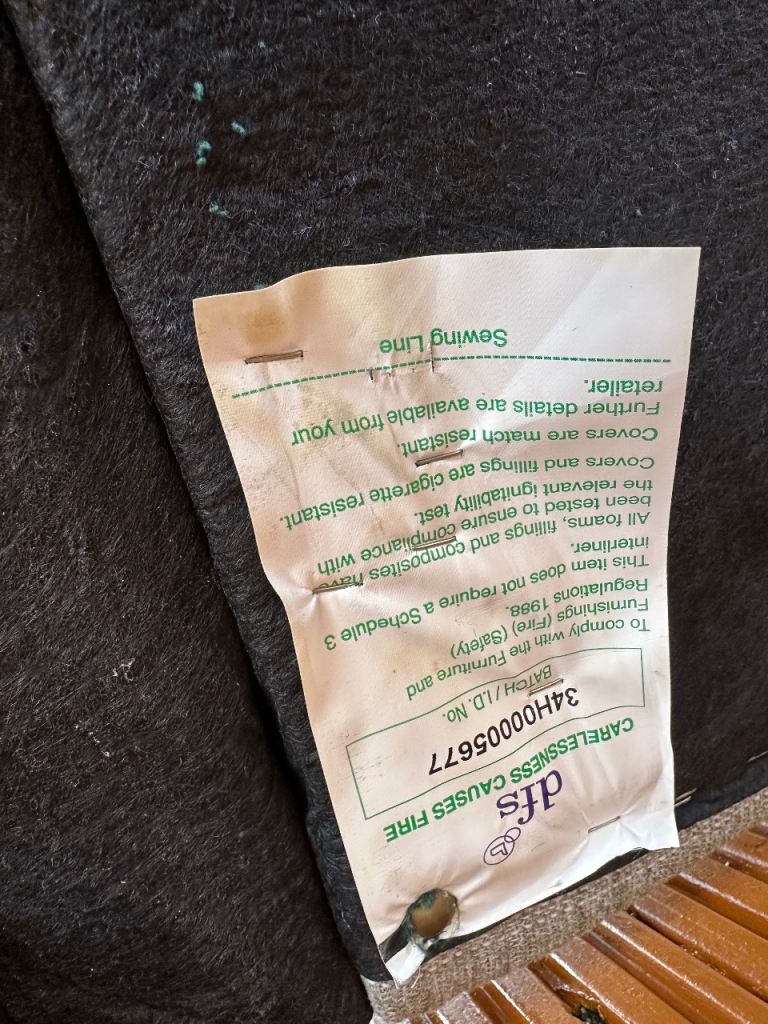 dfs
CARELESSNESS CAUSES FIRE
34H00005677
BATCH / I.D. No.
To comply with the Furniture and
Furnishings (Fire) (Safety)
Regulations 1988.
This item does not require a Schedule 3
interliner.
All foams, fillings and composites have
been tested to ensure compliance with
the relevant ignitability test.
Covers and fillings are cigarette resistant.
Covers are match resistant.
Further details are available from your
retailer.
Sewing Line